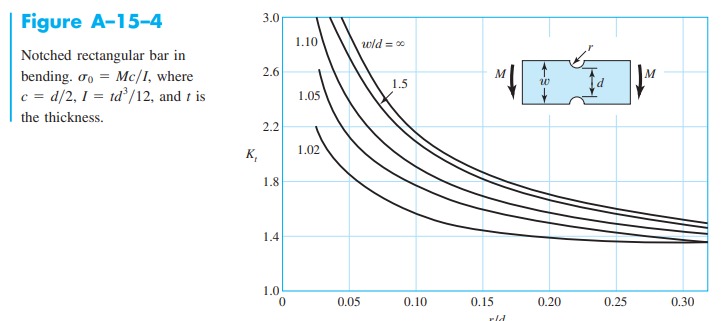 Figure A–15–4
Notched rectangular bar in
bending. σ₀ = Mc/I, where
c = d/2, I = td³/12, and t is
the thickness.
3.0
2.6
2.2
1.8
1.4
1.0
Kₜ
1.10
w/d = ∞
1.5
1.05
1.02
M
w
d
r
M
0
0.05
0.10
0.15
0.20
0.25
0.30
r/d